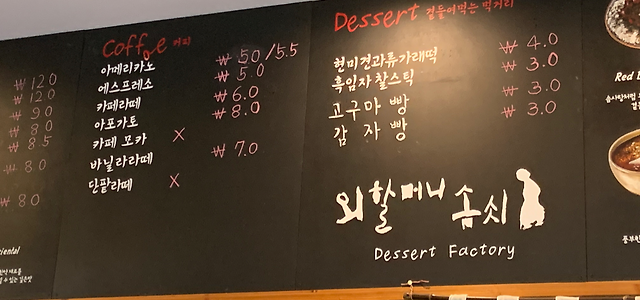 ₩ 12.0
₩ 12.0
₩ 9.0
₩ 8.0
₩ 8.5
₩ 8.0
₩ 8.0
Coffee 커피
아메리카노 ₩ 5.0/5.5
에스프레소 ₩ 5.0
카페라떼 ₩ 6.0
아포가토 ₩ 8.0
카페 모카 X
바닐라라떼 ₩ 7.0
단팥라떼 X
Dessert 곁들여먹는 먹거리
현미견과류가래떡 ₩ 4.0
흑임자찰스틱 ₩ 3.0
고구마 빵 ₩ 3.0
감자빵 ₩ 3.0
외할머니 솜씨
Dessert Factory
Red